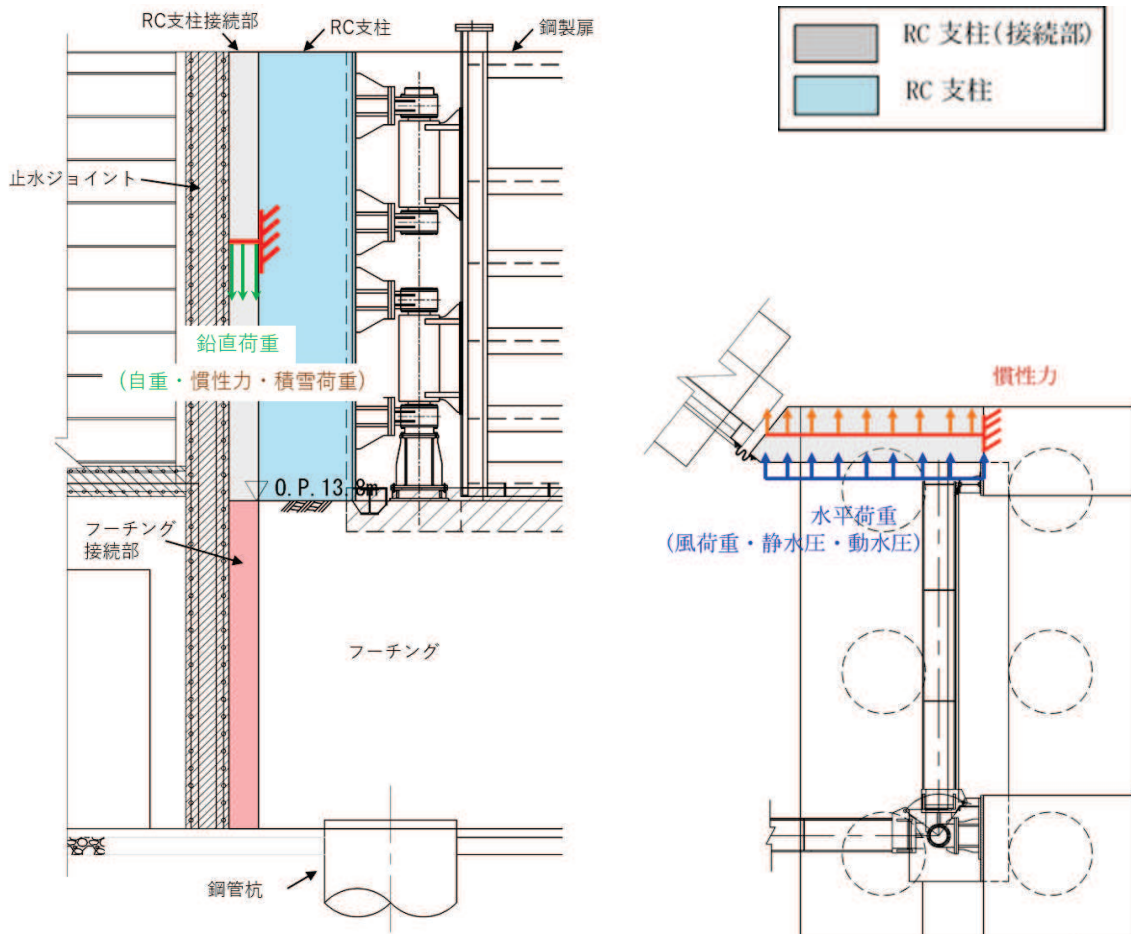 RC支柱接続部
RC支柱
鋼製扉
止水ジョイント
鉛直荷重
(自重・慣性力・積雪荷重)
O.P.13.8m
フーチング
接続部
フーチング
鋼管杭
RC 支柱(接続部)
RC 支柱
慣性力
水平荷重
(風荷重・静水圧・動水圧)